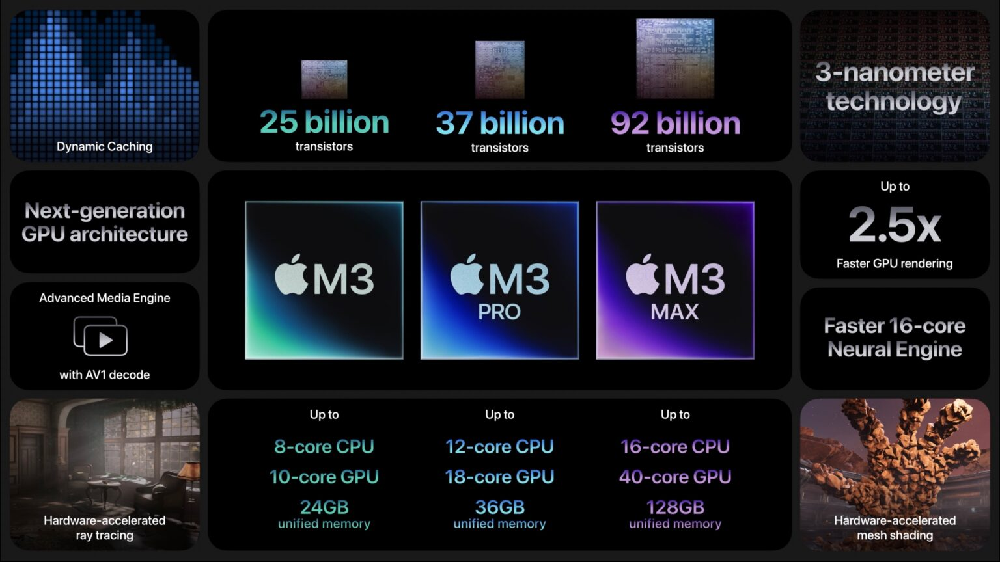 Dynamic Caching
25 billion
transistors
37 billion
transistors
92 billion
transistors
3-nanometer
technology
Next-generation
GPU architecture
Advanced Media Engine
with AV1 decode
M3
M3
PRO
M3
MAX
Up to
2.5x
Faster GPU rendering
Faster 16-core
Neural Engine
Hardware-accelerated
ray tracing
Up to
8-core CPU
10-core GPU
24GB
unified memory
Up to
12-core CPU
18-core GPU
36GB
unified memory
Up to
16-core CPU
40-core GPU
128GB
unified memory
Hardware-accelerated
mesh shading